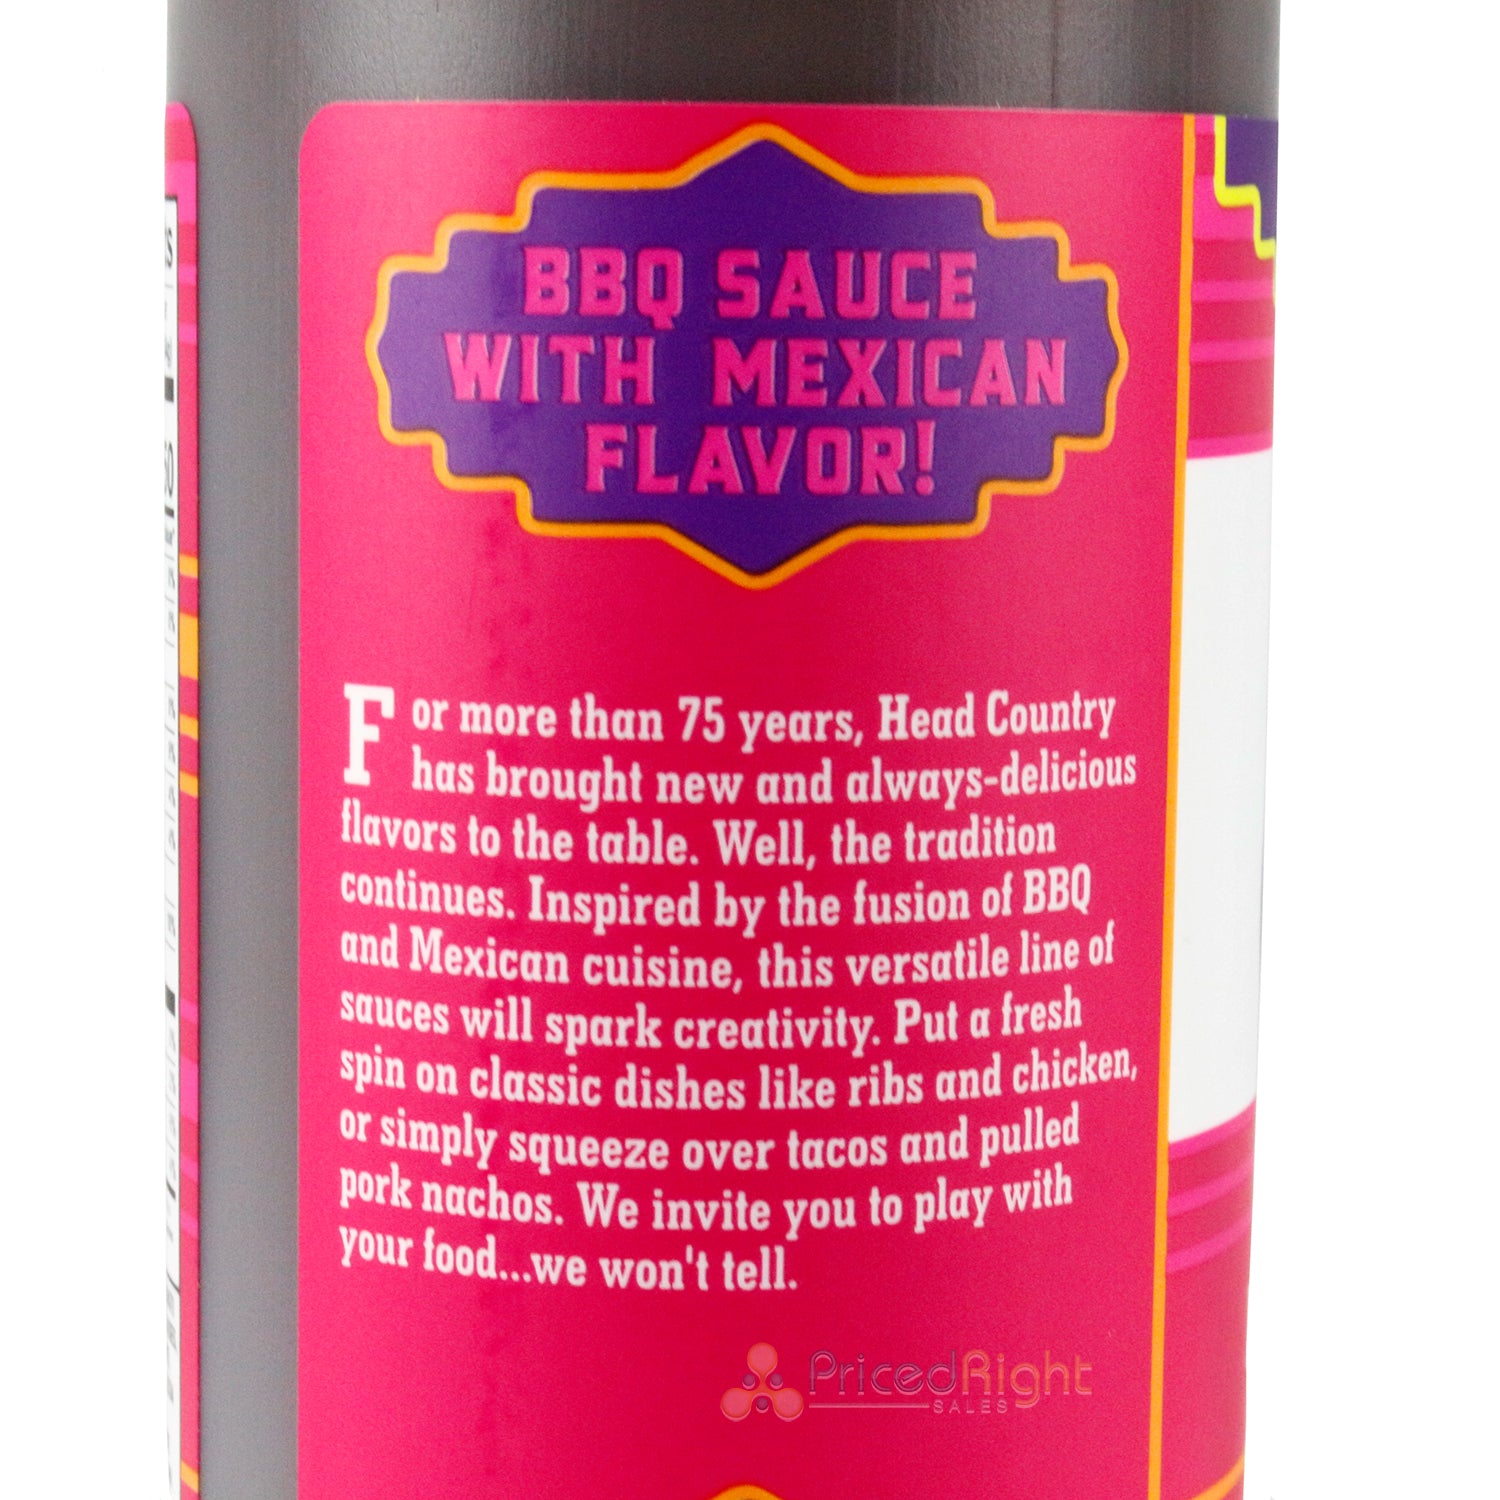 BBQ SAUCE
WITH MEXICAN
FLAVOR!
For more than 75 years, Head Country
has brought new and always-delicious
flavors to the table. Well, the tradition
continues. Inspired by the fusion of BBQ
and Mexican cuisine, this versatile line of
sauces will spark creativity. Put a fresh
spin on classic dishes like ribs and chicken,
or simply squeeze over tacos and pulled
pork nachos. We invite you to play with
your food...we won't tell.
PricedRight
SALES